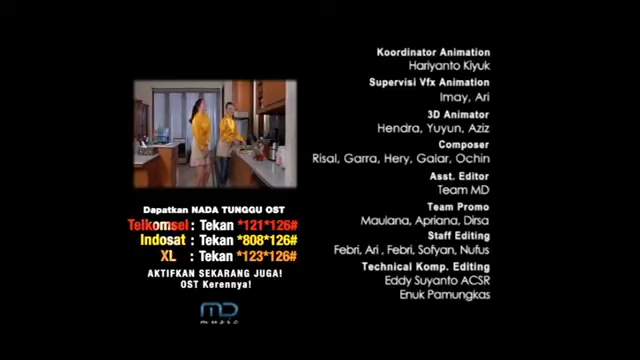 Koordinator Animation
Hariyanto Kiyuk
Supervisi Vfx Animation
Imay, Ari
3D Animator
Hendra, Yuyun, Aziz
Composer
Risal, Garra, Hery, Galar, Ochin
Asst. Editor
Team MD
Team Promo
Maulana, Apriana, Dirsa
Staff Editing
Febri, Ari , Febri, Sofyan, Nufus
Technical Komp. Editing
Eddy Suyanto ACSR
Enuk Pamungkas
Dapatkan NADA TUNGGU OST
Telkomsel : Tekan *121*126#
Indosat : Tekan *808*126#
XL : Tekan *123*126#
AKTIFKAN SEKARANG JUGA!
OST Kerennya!
MD
music